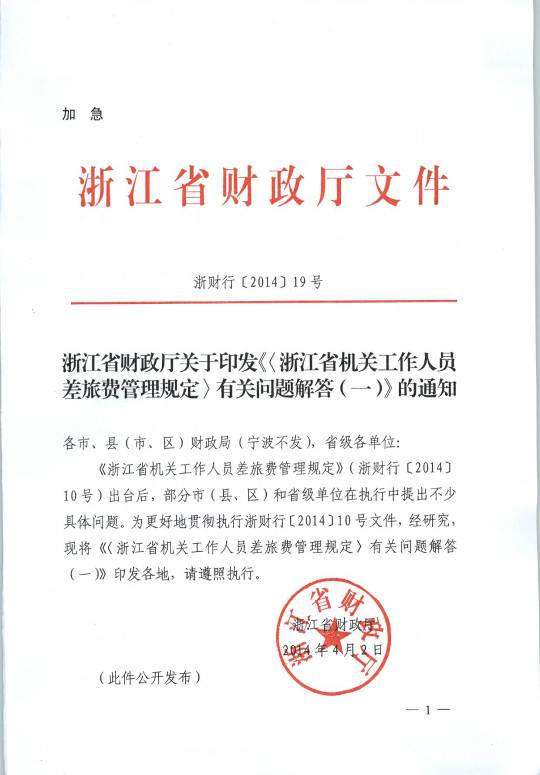 加 急
浙江省财政厅文件
浙财行〔2014〕19号
浙江省财政厅关于印发《〈浙江省机关工作人员
差旅费管理规定〉有关问题解答(一)》的通知
各市、县(市、区)财政局(宁波不发),省级各单位:
《浙江省机关工作人员差旅费管理规定》(浙财行〔2014〕
10号)出台后,部分市(县、区)和省级单位在执行中提出不少
具体问题。为更好地贯彻执行浙财行〔2014〕10号文件,经研究,
现将《〈浙江省机关工作人员差旅费管理规定〉有关问题解答
(一)》印发各地,请遵照执行。
浙江省财政厅
浙江省财政厅
2014年4月2日
(此件公开发布)
— 1 —